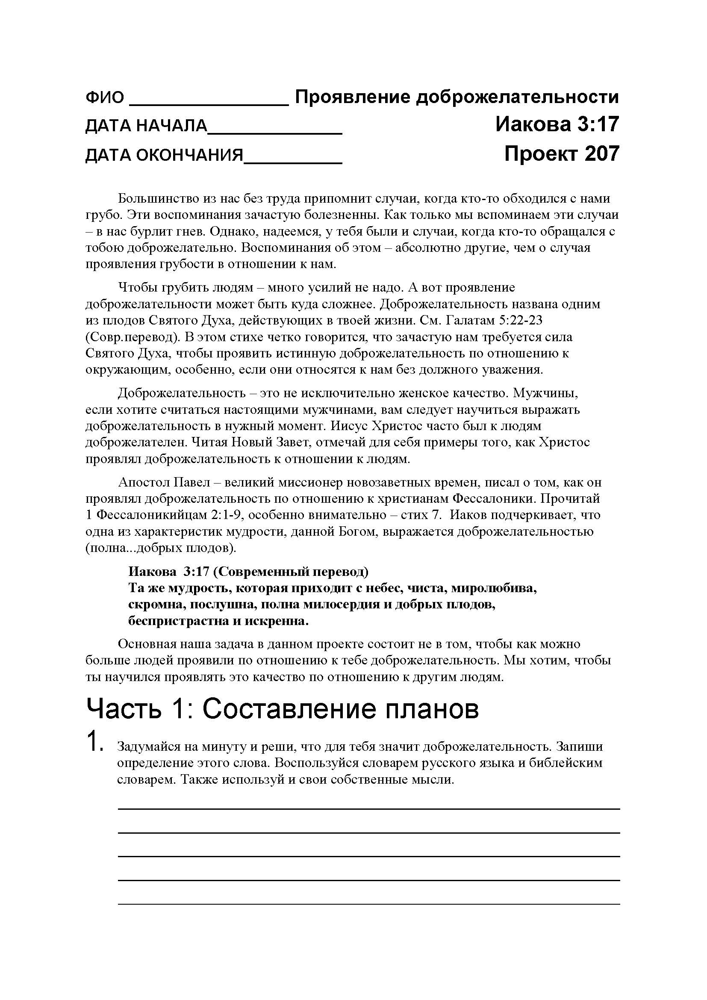 ФИО ________________ Проявление доброжелательности
ДАТА НАЧАЛА______________ Иакова 3:17
ДАТА ОКОНЧАНИЯ__________ Проект 207
Большинство из нас без труда припомнит случаи, когда кто-то обходился с нами
грубо. Эти воспоминания зачастую болезненны. Как только мы вспоминаем эти случаи
– в нас бурлит гнев. Однако, надеемся, у тебя были и случаи, когда кто-то обращался с
тобою доброжелательно. Воспоминания об этом – абсолютно другие, чем о случая
проявления грубости в отношении к нам.
Чтобы грубить людям – много усилий не надо. А вот проявление
доброжелательности может быть куда сложнее. Доброжелательность названа одним
из плодов Святого Духа, действующих в твоей жизни. См. Галатам 5:22-23
(Совр.перевод). В этом стихе четко говорится, что зачастую нам требуется сила
Святого Духа, чтобы проявить истинную доброжелательность по отношению к
окружающим, особенно, если они относятся к нам без должного уважения.
Доброжелательность – это не исключительно женское качество. Мужчины,
если хотите считаться настоящими мужчинами, вам следует научиться выражать
доброжелательность в нужный момент. Иисус Христос часто был к людям
доброжелателен. Читая Новый Завет, отмечай для себя примеры того, как Христос
проявлял доброжелательность к отношении к людям.
Апостол Павел – великий миссионер новозаветных времен, писал о том, как он
проявлял доброжелательность по отношению к христианам Фессалоники. Прочитай
1 Фессалоникийцам 2:1-9, особенно внимательно – стих 7. Иаков подчеркивает, что
одна из характеристик мудрости, данной Богом, выражается доброжелательностью
(полна...добрых плодов).
Иакова 3:17 (Современный перевод)
Та же мудрость, которая приходит с небес, чиста, миролюбива,
скромна, послушна, полна милосердия и добрых плодов,
беспристрастна и искренна.
Основная наша задача в данном проекте состоит не в том, чтобы как можно
больше людей проявили по отношению к тебе доброжелательность. Мы хотим, чтобы
ты научился проявлять это качество по отношению к другим людям.
Часть 1: Составление планов
1. Задумайся на минуту и реши, что для тебя значит доброжелательность. Запиши
определение этого слова. Воспользуйся словарем русского языка и библейским
словарем. Также используй и свои собственные мысли.